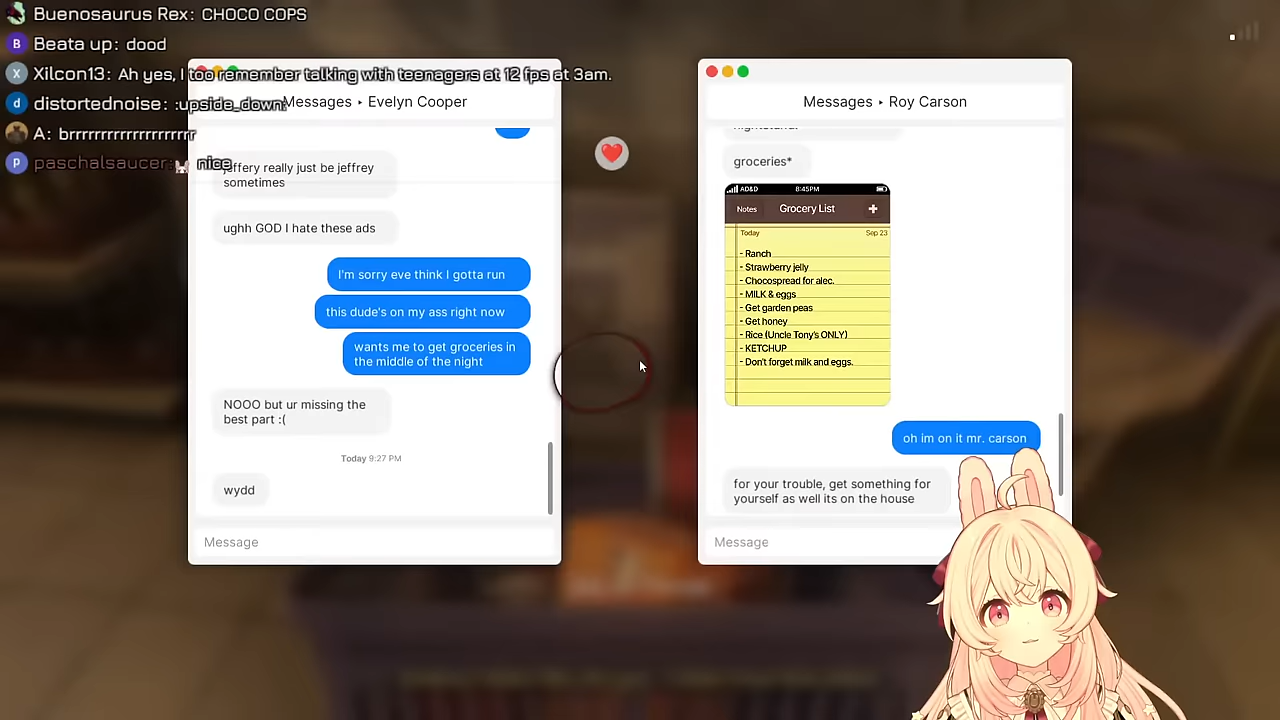 Buenosaurus Rex: CHOCO COPS
B Beata up: dood
X Xilcon13: Ah yes, I too remember talking with teenagers at 12 fps at 3am.
d distortednoise: :upside_down:
A: brrrrrrrrrrrrrrrrrrr
p paschalsaucer: nice
Messages ▸ Evelyn Cooper
jeffery really just be jeffrey
sometimes
ughh GOD I hate these ads
I'm sorry eve think I gotta run
this dude's on my ass right now
wants me to get groceries in
the middle of the night
NOOO but ur missing the
best part :(
Today 9:27 PM
wydd
Message
Messages ▸ Roy Carson
groceries*
AD&D 8:45PM
Notes Grocery List +
Today Sep 23
- Ranch
- Strawberry jelly
- Chocospread for alec.
- MILK & eggs
- Get garden peas
- Get honey
- Rice (Uncle Tony's ONLY)
- KETCHUP
- Don't forget milk and eggs.
oh im on it mr. carson
for your trouble, get something for
yourself as well its on the house
Message